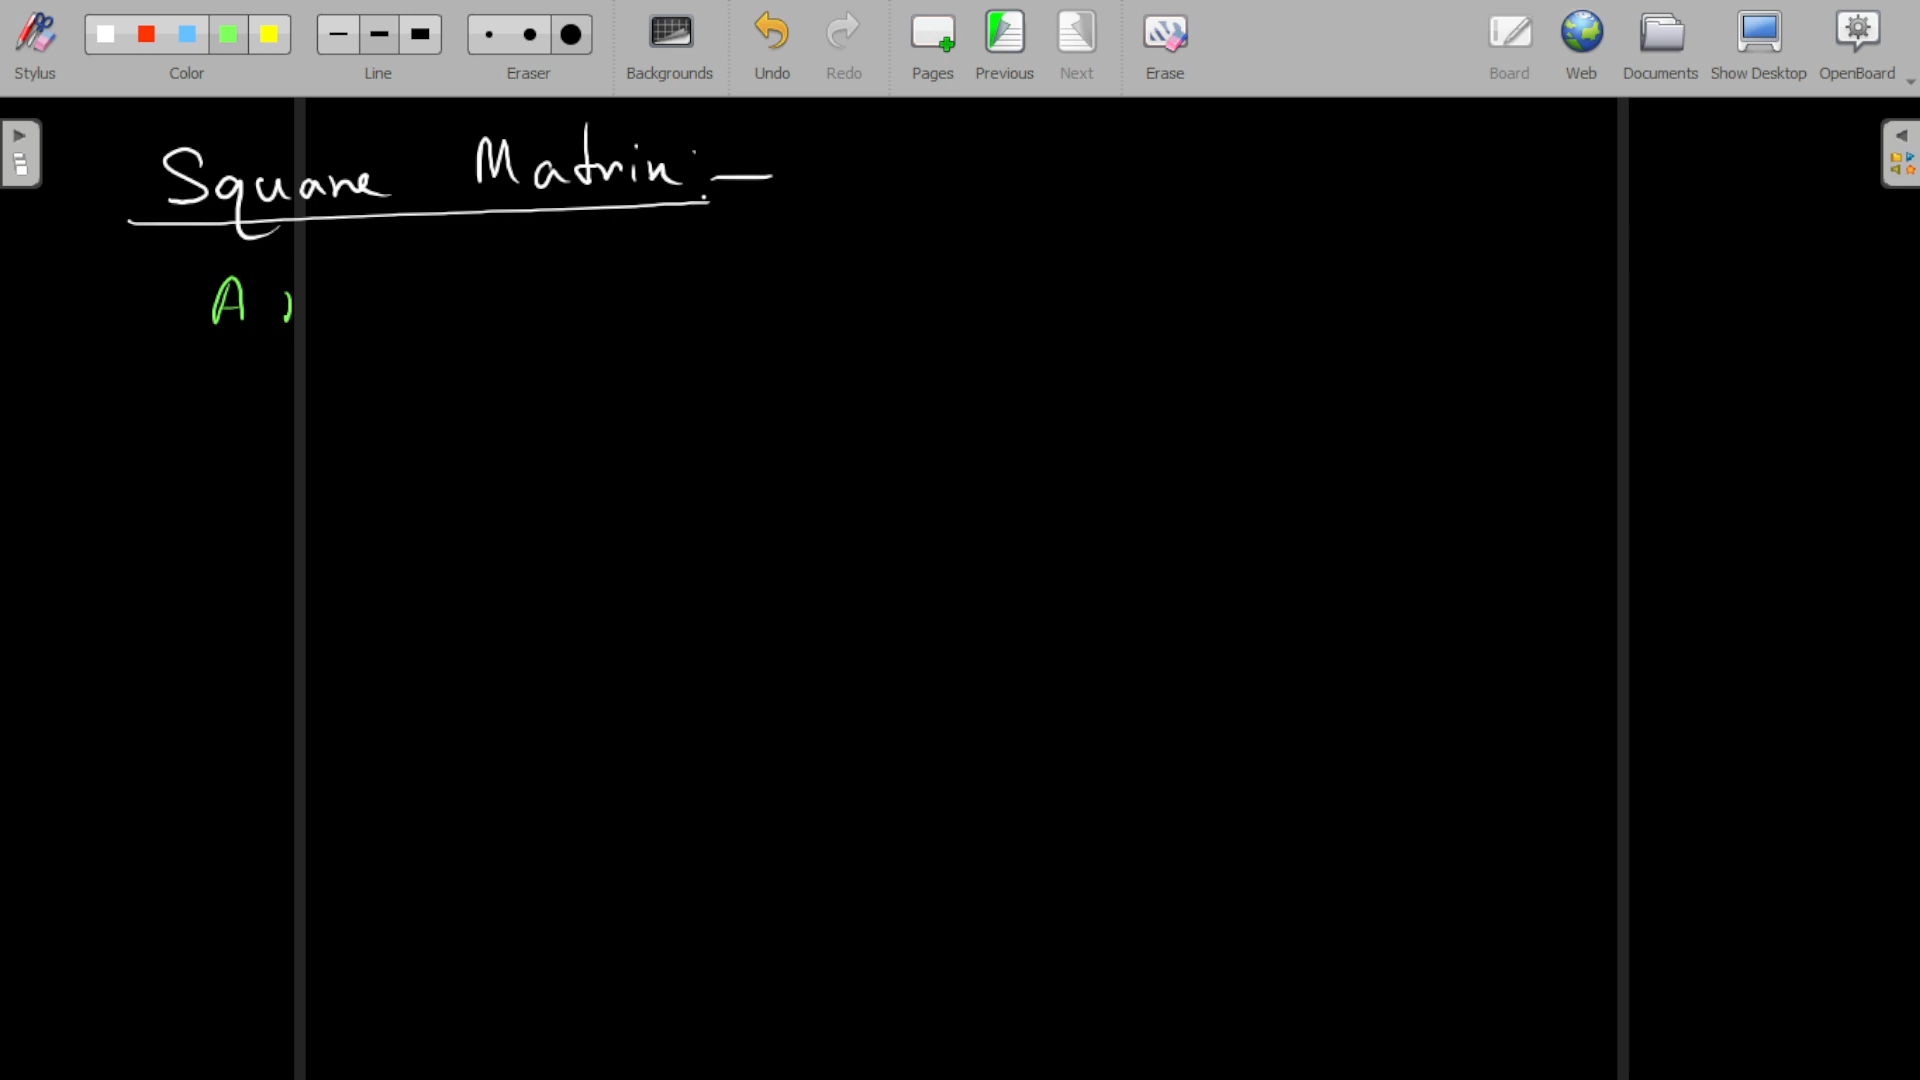 Stylus Color Line Eraser Backgrounds Undo Redo Pages Previous Next Erase Board Web Documents Show Desktop OpenBoard
Square Matrix :—
A